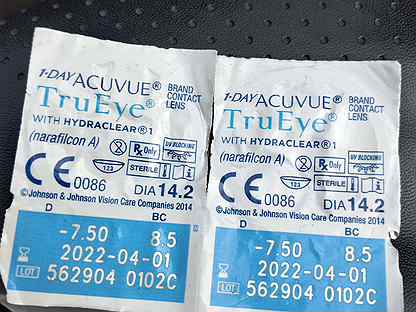 1-DAY ACUVUE® BRAND CONTACT LENS
TruEye®
WITH HYDRACLEAR®1
(narafilcon A) Rx Only UV BLOCKING
123 STERILE
CE 0086 DIA 14.2
©Johnson & Johnson Vision Care Companies 2014
D BC
-7.50 8.5
2022-04-01
LOT 562904 0102C
1-DAY ACUVUE® BRAND CONTACT LENS
TruEye®
WITH HYDRACLEAR®1
(narafilcon A) Rx Only UV BLOCKING
123 STERILE
CE 0086 DIA 14.2
©Johnson & Johnson Vision Care Companies 2014
D BC
-7.50 8.5
2022-04-01
LOT 562904 0102C